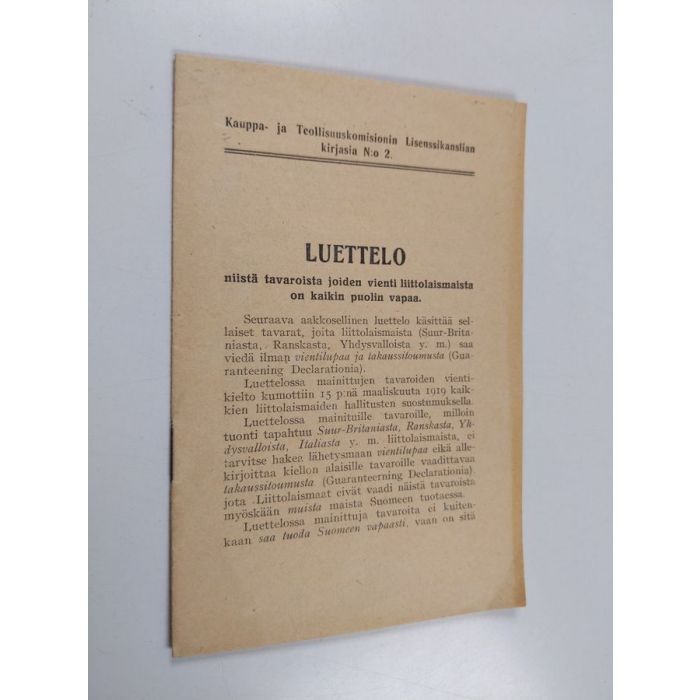 Kauppa- ja Teollisuuskomisionin Lisenssikanslian
kirjasia N:o 2.
LUETTELO
niistä tavaroista joiden vienti liittolaismaista
on kaikin puolin vapaa.
Seuraava aakkosellinen luettelo käsittää sel-
laiset tavarat, joita liittolaismaista (Suur-Brita-
niasta, Ranskasta, Yhdysvalloista y. m.) saa
viedä ilman vientilupaa ja takaussitoumusta (Gua-
ranteening Declarationia).
Luettelossa mainittujen tavaroiden vienti-
kielto kumottiin 15 p:nä maaliskuuta 1919 kaik-
kien liittolaismaiden hallitusten suostumuksella.
Luettelossa mainituille tavaroille, milloin
tuonti tapahtuu Suur-Britaniasta, Ranskasta, Yh-
dysvalloista, Italiasta y. m. liittolaismaista, ei
tarvitse hakea lähetysmaan vientilupaa eikä alle-
kirjoittaa kiellon alaisille tavaroille vaadittavaa
takaussitoumusta (Guaranteerning Declarationia)
jota. Liittolaismaat eivät vaadi näistä tavaroista
myöskään muista maista Suomeen tuotaessa.
Luettelossa mainittuja tavaroita ei kuiten-
kaan saa tuoda Suomeen vapaasti, vaan on sitä